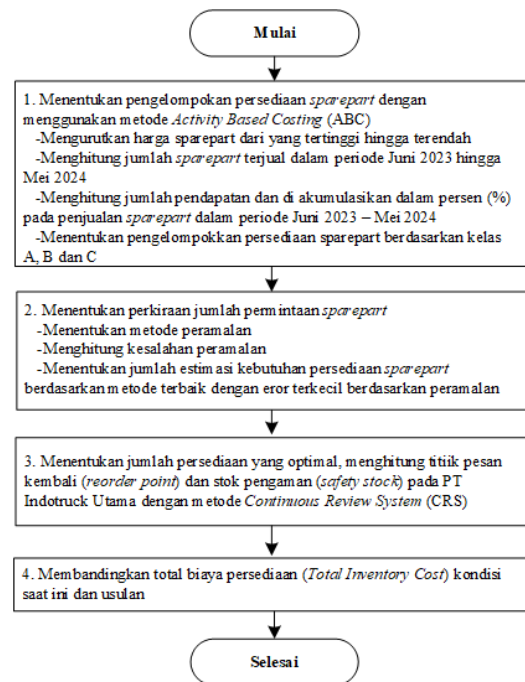 Mulai
1. Menentukan pengelompokan persediaan sparepart dengan
menggunakan metode Activity Based Costing (ABC)
-Mengurutkan harga sparepart dari yang tertinggi hingga terendah
-Menghitung jumlah sparepart terjual dalam periode Juni 2023 hingga
Mei 2024
-Menghitung jumlah pendapatan dan di akumulasikan dalam persen (%)
pada penjualan sparepart dalam periode Juni 2023 – Mei 2024
-Menentukan pengelompokkan persediaan sparepart berdasarkan kelas
A, B dan C
2. Menentukan perkiraan jumlah permintaan sparepart
-Menentukan metode peramalan
-Menghitung kesalahan peramalan
-Menentukan jumlah estimasi kebutuhan persediaan sparepart
berdasarkan metode terbaik dengan eror terkecil berdasarkan peramalan
3. Menentukan jumlah persediaan yang optimal, menghitung titiik pesan
kembali (reorder point) dan stok pengaman (safety stock) pada PT
Indotruck Utama dengan metode Continuous Review System (CRS)
4. Membandingkan total biaya persediaan (Total Inventory Cost) kondisi
saat ini dan usulan
Selesai